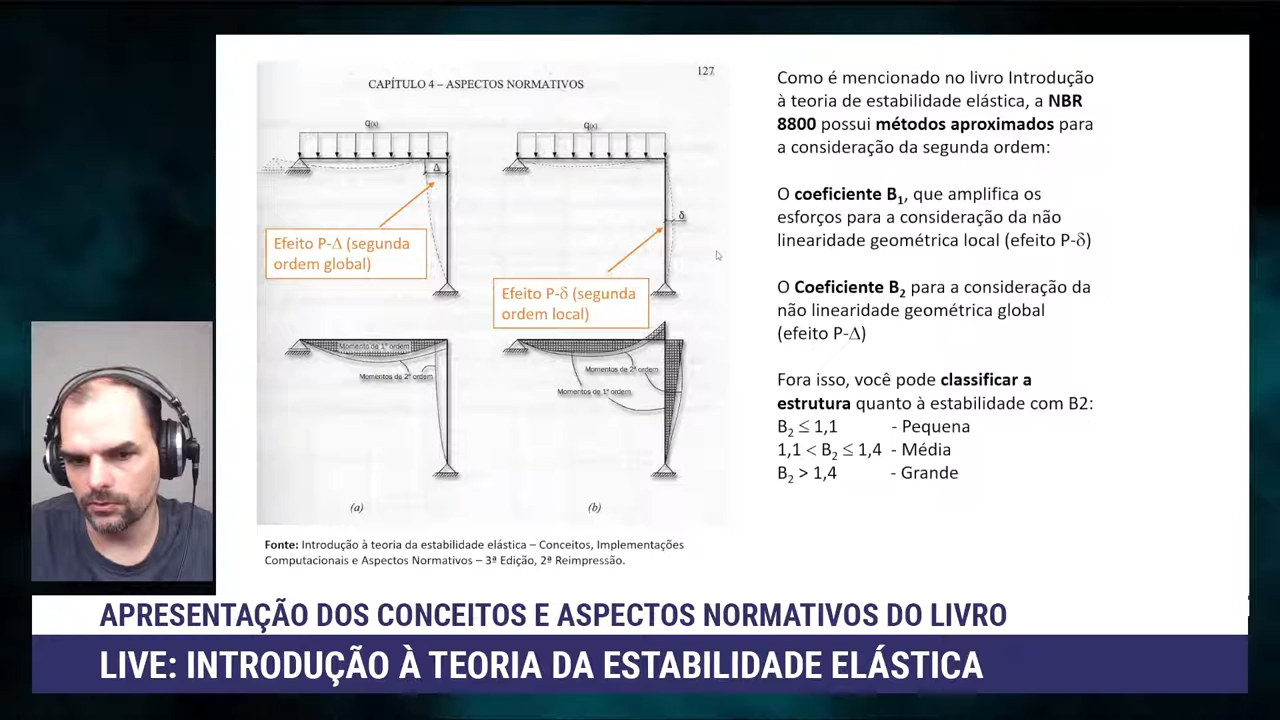 127
CAPÍTULO 4 – ASPECTOS NORMATIVOS
q(x)
q(x)
Δ
δ
Efeito P-Δ (segunda
ordem global)
Efeito P-δ (segunda
ordem local)
Momento de 1ª ordem
Momentos de 2ª ordem
Momentos de 2ª ordem
Momentos de 1ª ordem
(a)
(b)
Fonte: Introdução à teoria da estabilidade elástica – Conceitos, Implementações
Computacionais e Aspectos Normativos – 3ª Edição, 2ª Reimpressão.
Como é mencionado no livro Introdução
à teoria de estabilidade elástica, a NBR
8800 possui métodos aproximados para
a consideração da segunda ordem:
O coeficiente B1, que amplifica os
esforços para a consideração da não
linearidade geométrica local (efeito P-δ)
O Coeficiente B2 para a consideração da
não linearidade geométrica global
(efeito P-Δ)
Fora isso, você pode classificar a
estrutura quanto à estabilidade com B2:
B2 ≤ 1,1 - Pequena
1,1 < B2 ≤ 1,4 - Média
B2 > 1,4 - Grande
APRESENTAÇÃO DOS CONCEITOS E ASPECTOS NORMATIVOS DO LIVRO
LIVE: INTRODUÇÃO À TEORIA DA ESTABILIDADE ELÁSTICA